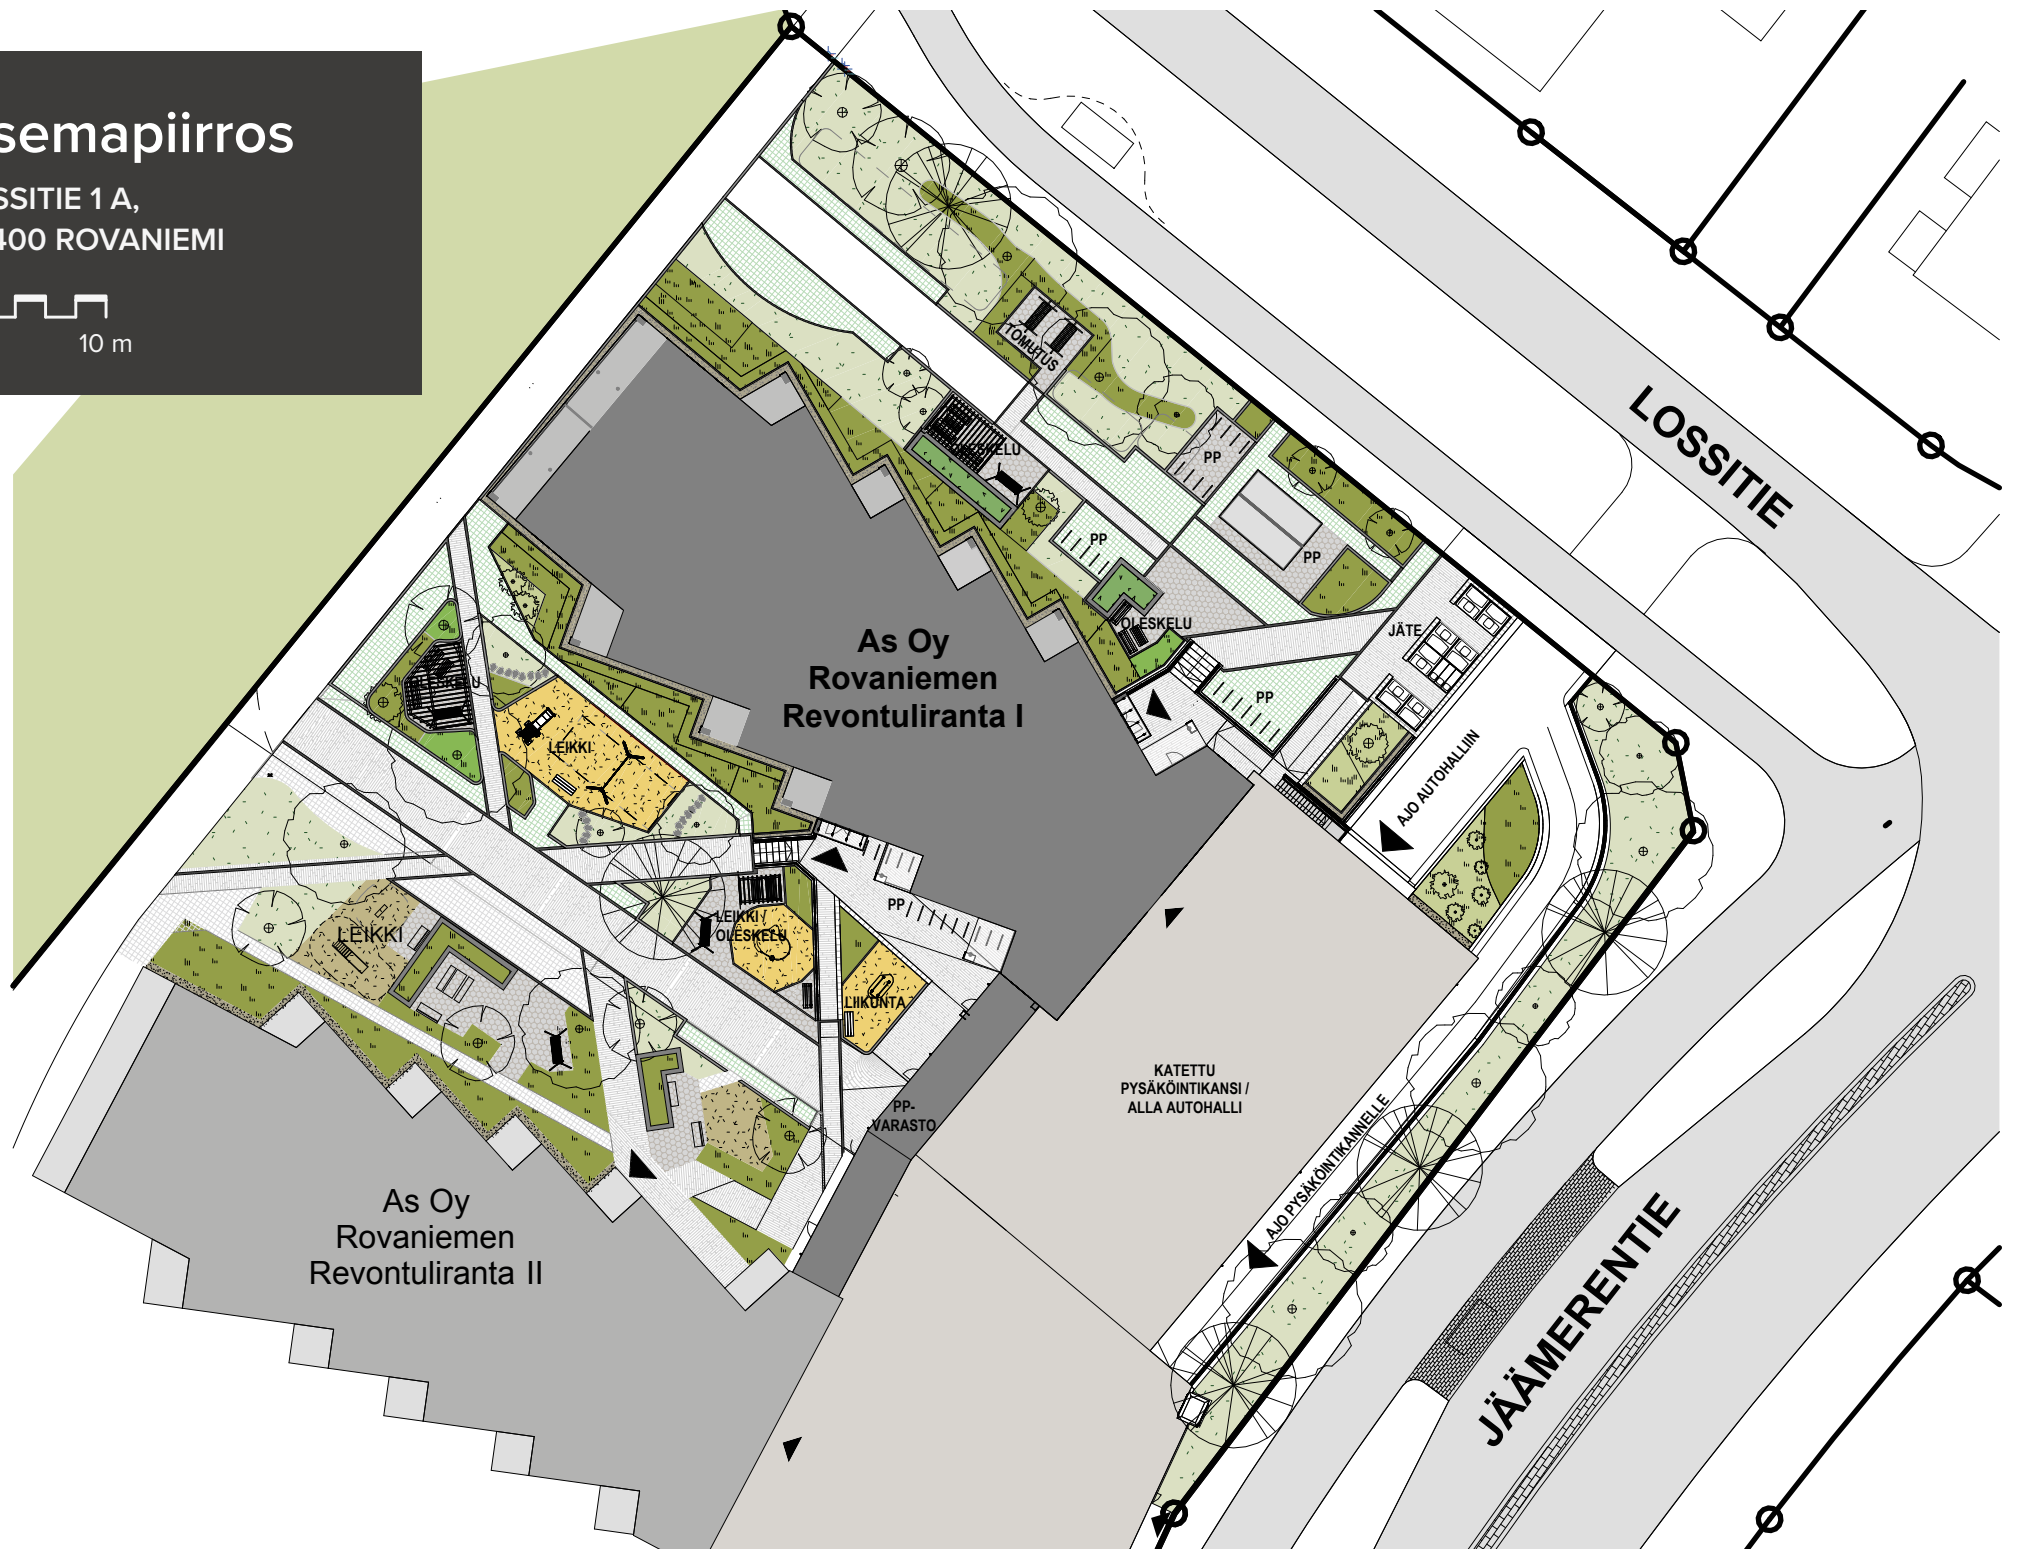 semapiirros
SSITIE 1 A,
400 ROVANIEMI
10 m
LOSSITIE
TOMUTUS
PP
PP
PP
OLESKELU
JÄTE
PP
As Oy
Rovaniemen
Revontuliranta I
AJO AUTOHALLIIN
LEIKKI
LEIKKI /
OLESKELU
PP
LIIKUNTA
LEIKKI
KATETTU
PYSÄKÖINTIKANSI /
ALLA AUTOHALLI
PP-
VARASTO
AJO PYSÄKÖINTIKANNELLE
As Oy
Rovaniemen
Revontuliranta II
JÄÄMERENTIE